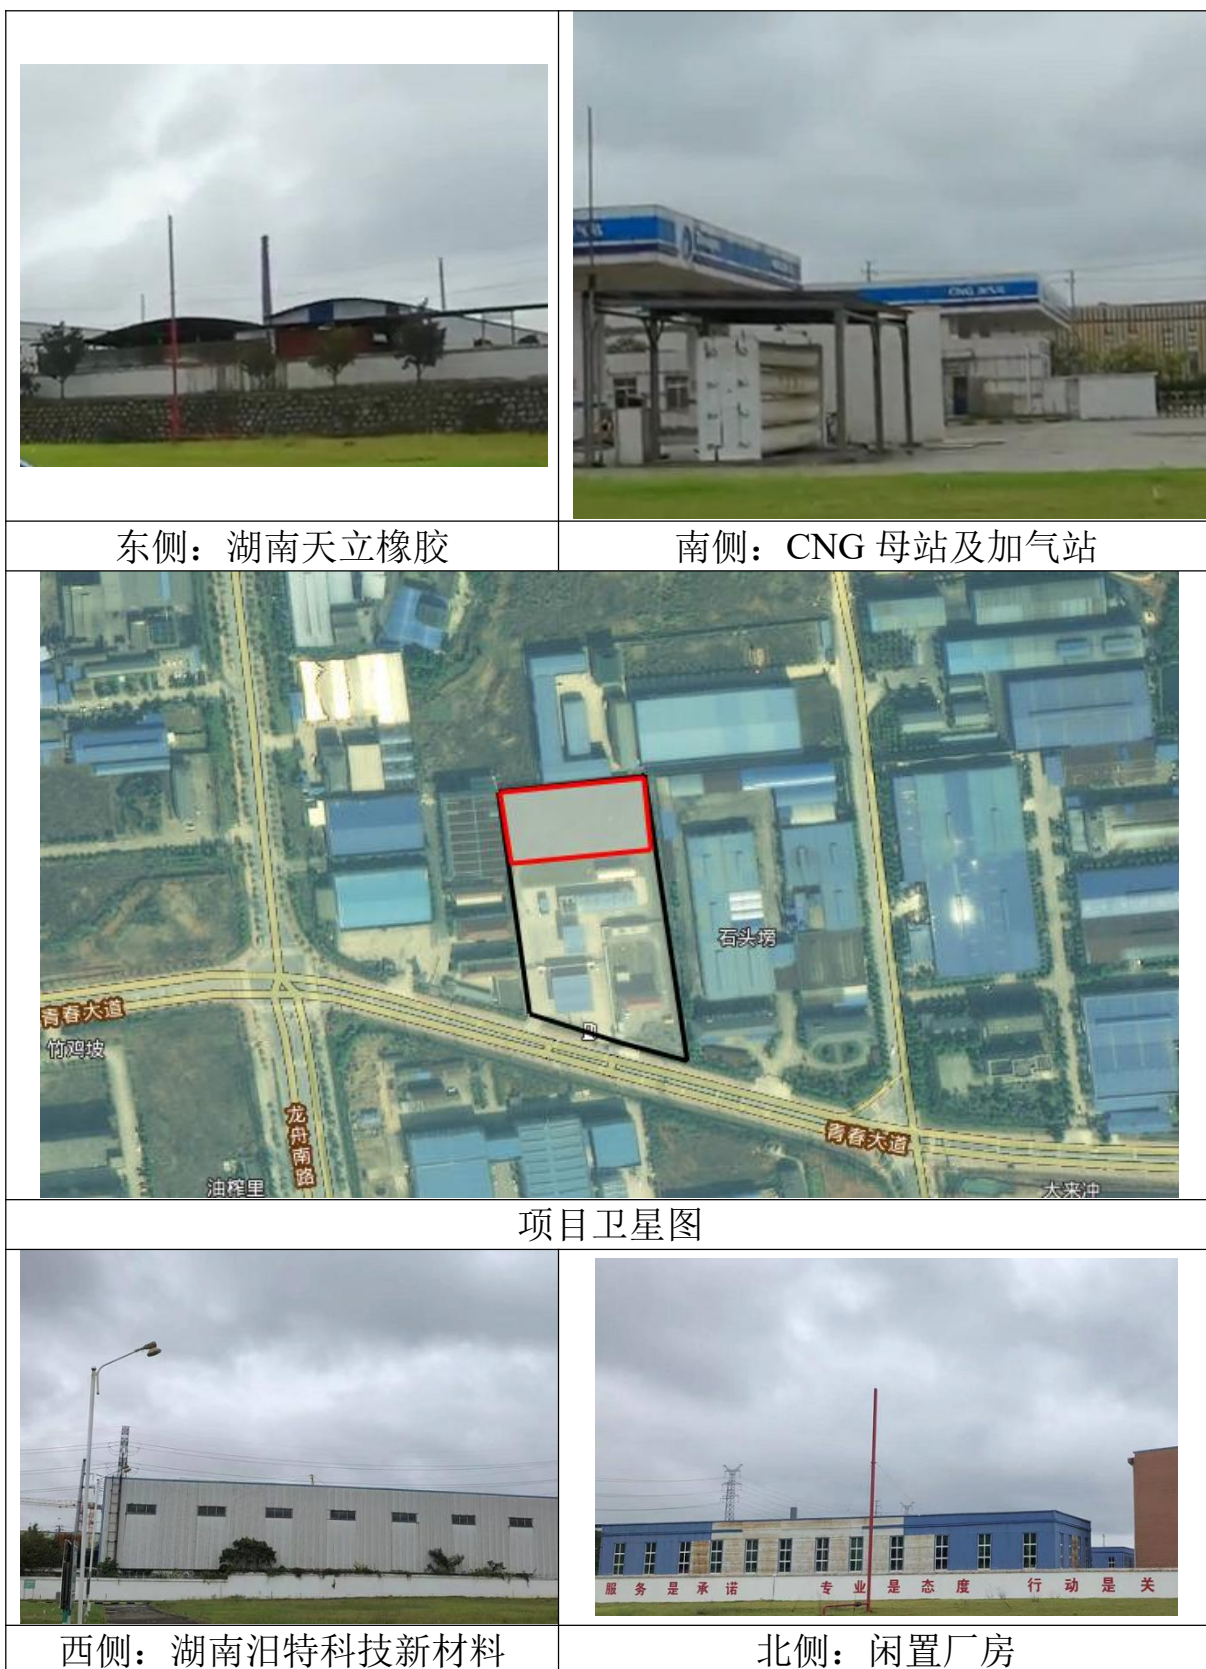 CNG 加气站
东侧：湖南天立橡胶
南侧：CNG 母站及加气站
石头塝
青春大道
竹鸡坡
龙舟南路
青春大道
油榨里
大来冲
项目卫星图
服务是承诺 专业是态度 行动是关
西侧：湖南汨特科技新材料
北侧：闲置厂房